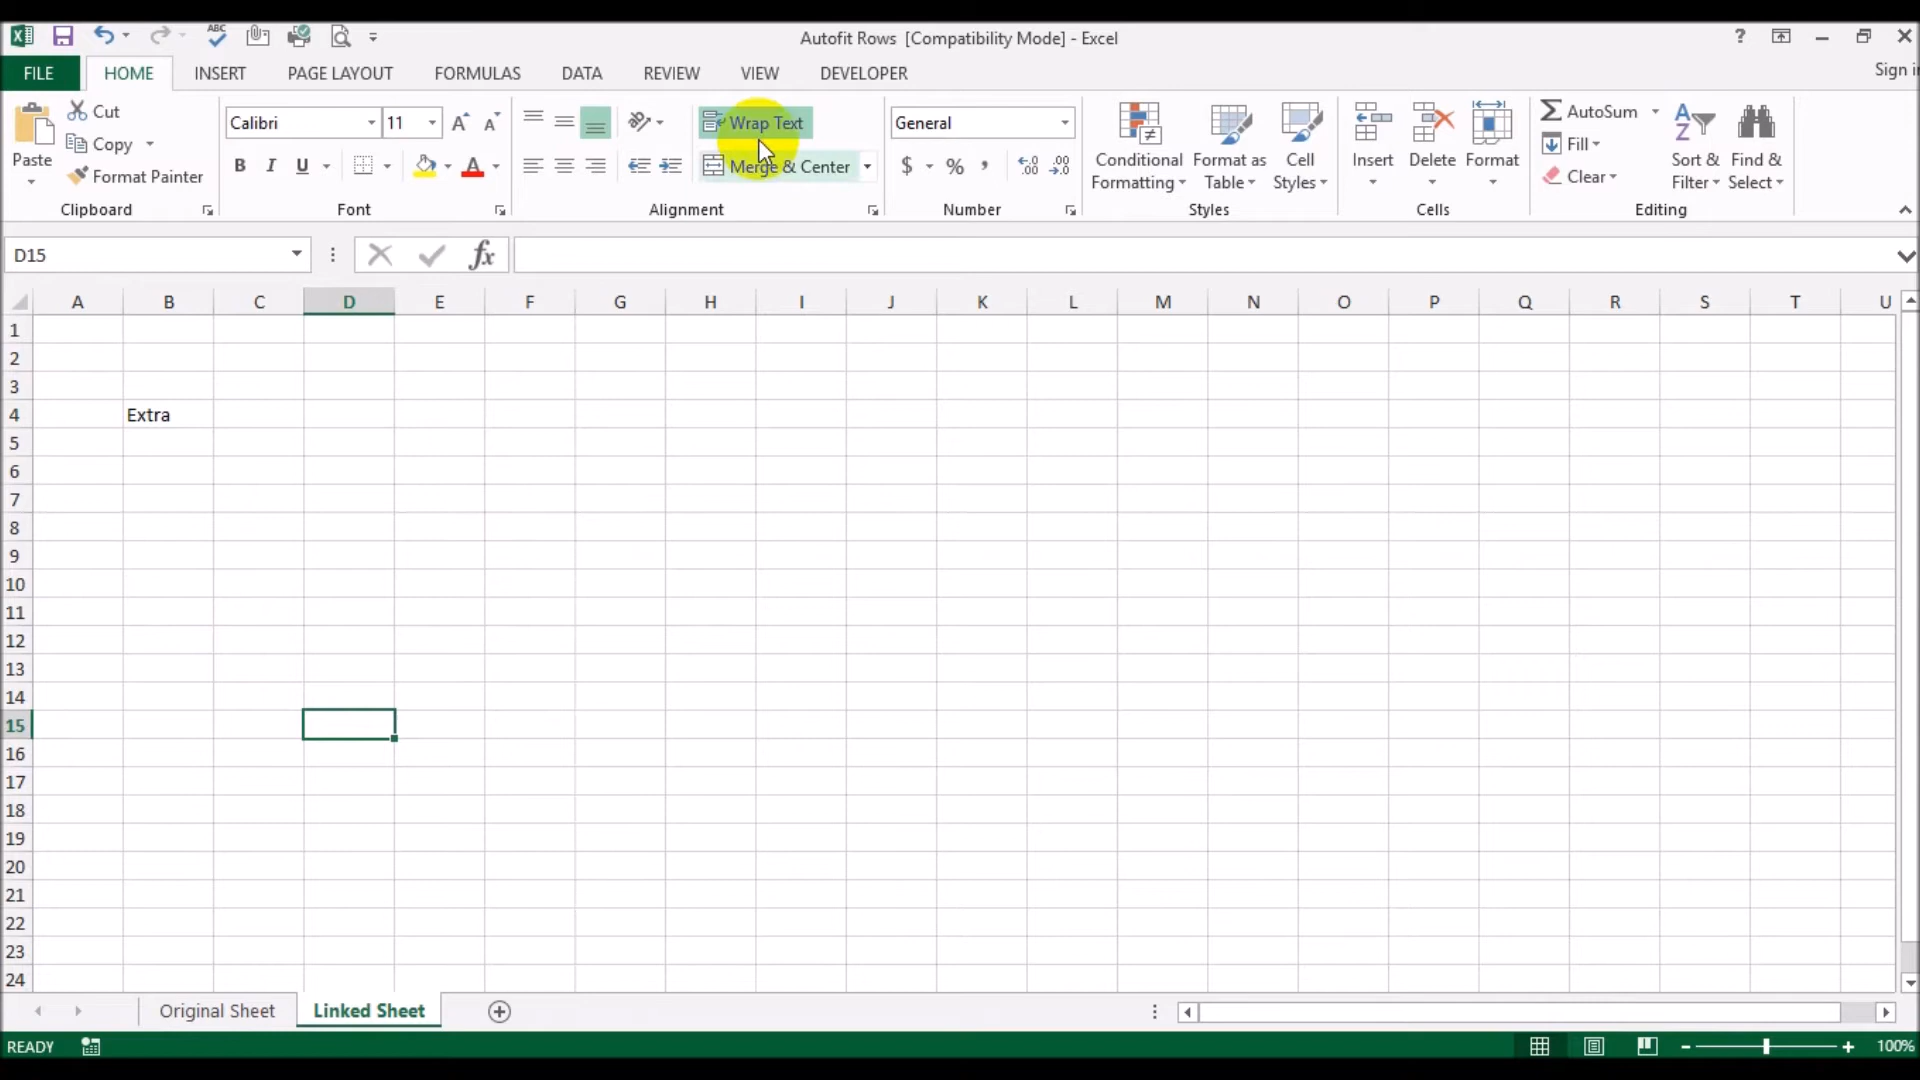 Autofit Rows [Compatibility Mode] - Excel
?
Sign in
FILE HOME INSERT PAGE LAYOUT FORMULAS DATA REVIEW VIEW DEVELOPER
Paste
Cut
Copy
Format Painter
Clipboard
Calibri 11
B I U
Font
Wrap Text
Merge & Center
Alignment
General
$ % ,
Number
Conditional Formatting
Format as Table
Cell Styles
Styles
Insert
Delete
Format
Cells
AutoSum
Fill
Clear
Sort & Filter
Find & Select
Editing
D15
fx
A B C D E F G H I J K L M N O P Q R S T U
1
2
3
4 Extra
5
6
7
8
9
10
11
12
13
14
15
16
17
18
19
20
21
22
23
24
Original Sheet Linked Sheet
READY
100%